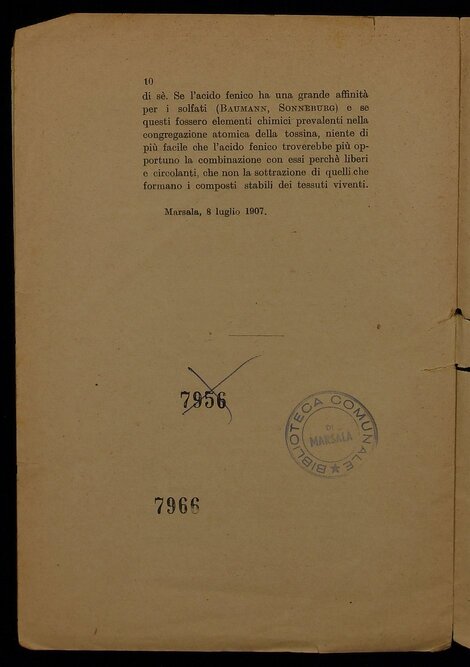 10
di sè. Se l'acido fenico ha una grande affinità
per i solfati (BAUMANN, SONNEBURG) e se
questi fossero elementi chimici prevalenti nella
congregazione atomica della tossina, niente di
più facile che l'acido fenico troverebbe più op-
portuno la combinazione con essi perchè liberi
e circolanti, che non la sottrazione di quelli che
formano i composti stabili dei tessuti viventi.
Marsala, 8 luglio 1907.
7956
BIBLIOTECA COMUNALE
DI
MARSALA
7966